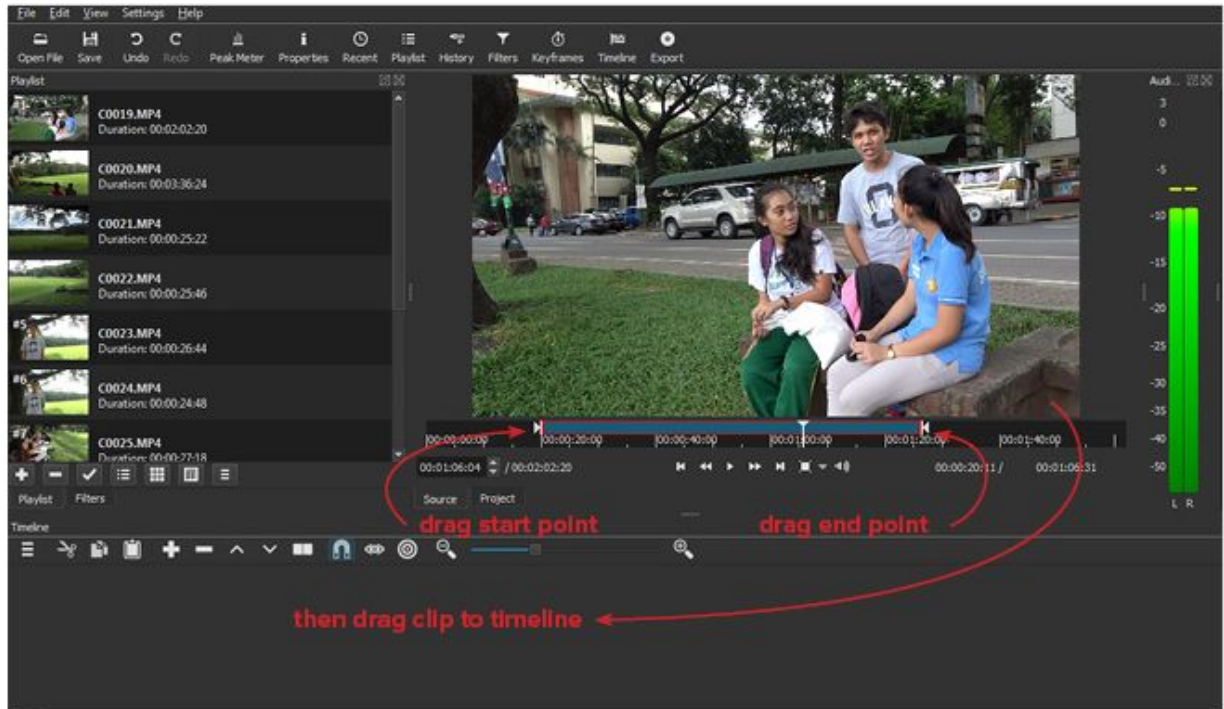 File Edit View Settings Help
Open File Save Undo Redo Peak Meter Properties Recent Playlist History Filters Keyframes Timeline Export
Playlist
Audi...
C0019.MP4
Duration: 00:02:02:20
C0020.MP4
Duration: 00:03:36:24
C0021.MP4
Duration: 00:00:25:22
C0022.MP4
Duration: 00:00:25:46
#5
C0023.MP4
Duration: 00:00:26:44
#6
C0024.MP4
Duration: 00:00:24:48
C0025.MP4
Duration: 00:00:27:18
3
0
-5
-10
-15
-20
-25
-30
-35
-40
-50
L R
00:00:00:00 00:00:20:00 00:00:40:00 00:01:00:00 00:01:20:00 00:01:40:00
00:01:06:04 / 00:02:02:20 00:00:20:11 / 00:01:06:31
Playlist Filters
Source Project
drag start point drag end point
Timeline
then drag clip to timeline